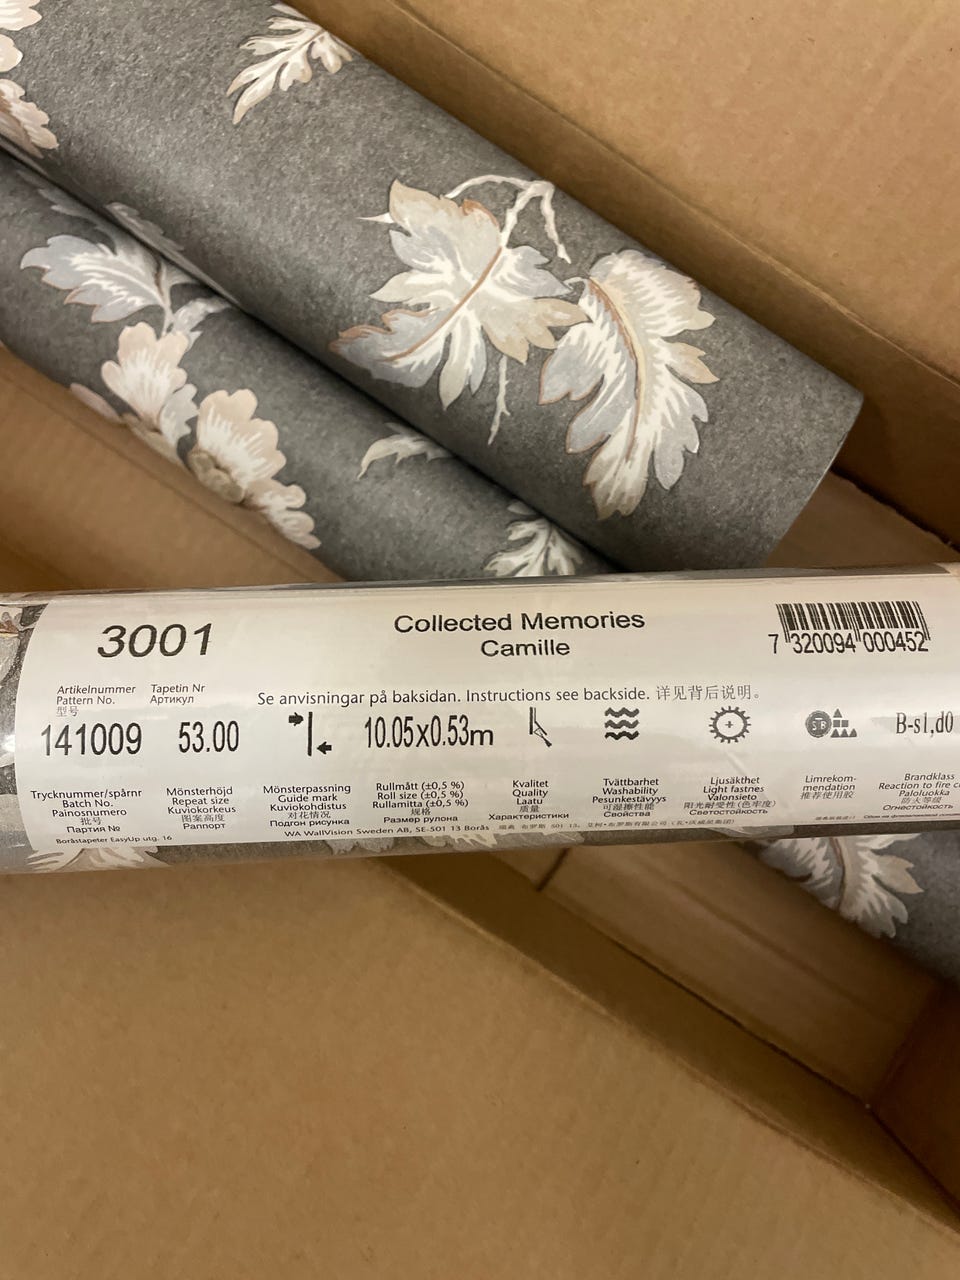 3001
Collected Memories
Camille
7 320094 000452
Artikelnummer
Pattern No.
型号
Tapetin Nr
Артикул
Se anvisningar på baksidan. Instructions see backside. 详见背后说明。
141009
53.00
10.05x0.53m
B-s1,d0
Trycknummer/spårnr
Batch No.
Painosnumero
批号
Партия №
Mönsterhöjd
Repeat size
Kuviokorkeus
图案高度
Раппорт
Mönsterpassning
Guide mark
Kuviokohdistus
对花情况
Подгон рисунка
Rullmått (±0,5 %)
Roll size (±0,5 %)
Rullamitta (±0,5 %)
规格
Размер рулона
Kvalitet
Quality
Laatu
质量
Характеристики
Tvättbarhet
Washability
Pesunkestävyys
可湿擦性能
Свойства
Ljusäkthet
Light fastnes
Valonsieto
阳光耐受性(色牢度)
Светостойкость
Limrekom-
mendation
推荐使用胶
Brandklass
Reaction to fire
Paloluokka
防火等级
Огнестойкость
Boråstapeter EasyUp utg. 16
WA WallVision Sweden AB, SE-501 13 Borås